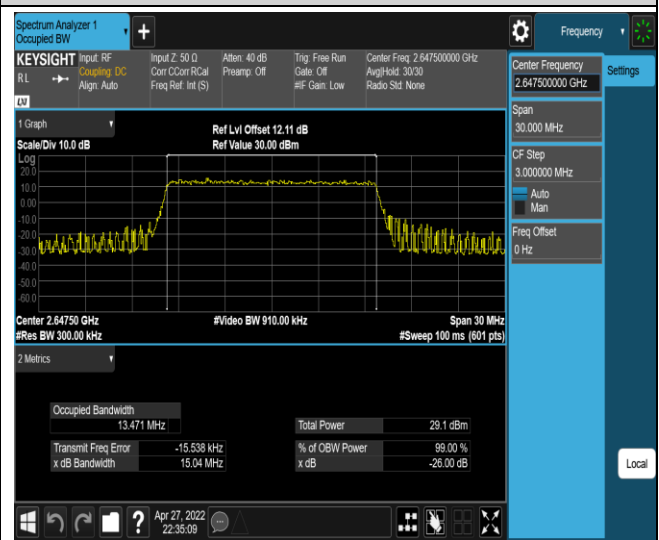 Spectrum Analyzer 1
Occupied BW
+
Frequency
KEYSIGHT
RL
LXI
Input: RF
Coupling: DC
Align: Auto
Input Z: 50 Ω
Corr CCorr RCal
Freq Ref: Int (S)
Atten: 40 dB
Preamp: Off
Trig: Free Run
Gate: Off
#IF Gain: Low
Center Freq: 2.647500000 GHz
Avg|Hold: 30/30
Radio Std: None
Center Frequency
2.647500000 GHz
Settings
Span
30.000 MHz
CF Step
3.000000 MHz
Auto
Man
Freq Offset
0 Hz
1 Graph
Scale/Div 10.0 dB
Ref Lvl Offset 12.11 dB
Ref Value 30.00 dBm
Log
20.0
10.0
0.00
-10.0
-20.0
-30.0
-40.0
-50.0
-60.0
Center 2.64750 GHz
#Video BW 910.00 kHz
Span 30 MHz
#Res BW 300.00 kHz
#Sweep 100 ms (601 pts)
2 Metrics
Occupied Bandwidth
13.471 MHz
Total Power 29.1 dBm
Transmit Freq Error -15.538 kHz
% of OBW Power 99.00 %
x dB Bandwidth 15.04 MHz
x dB -26.00 dB
Local
?
Apr 27, 2022
22:35:09